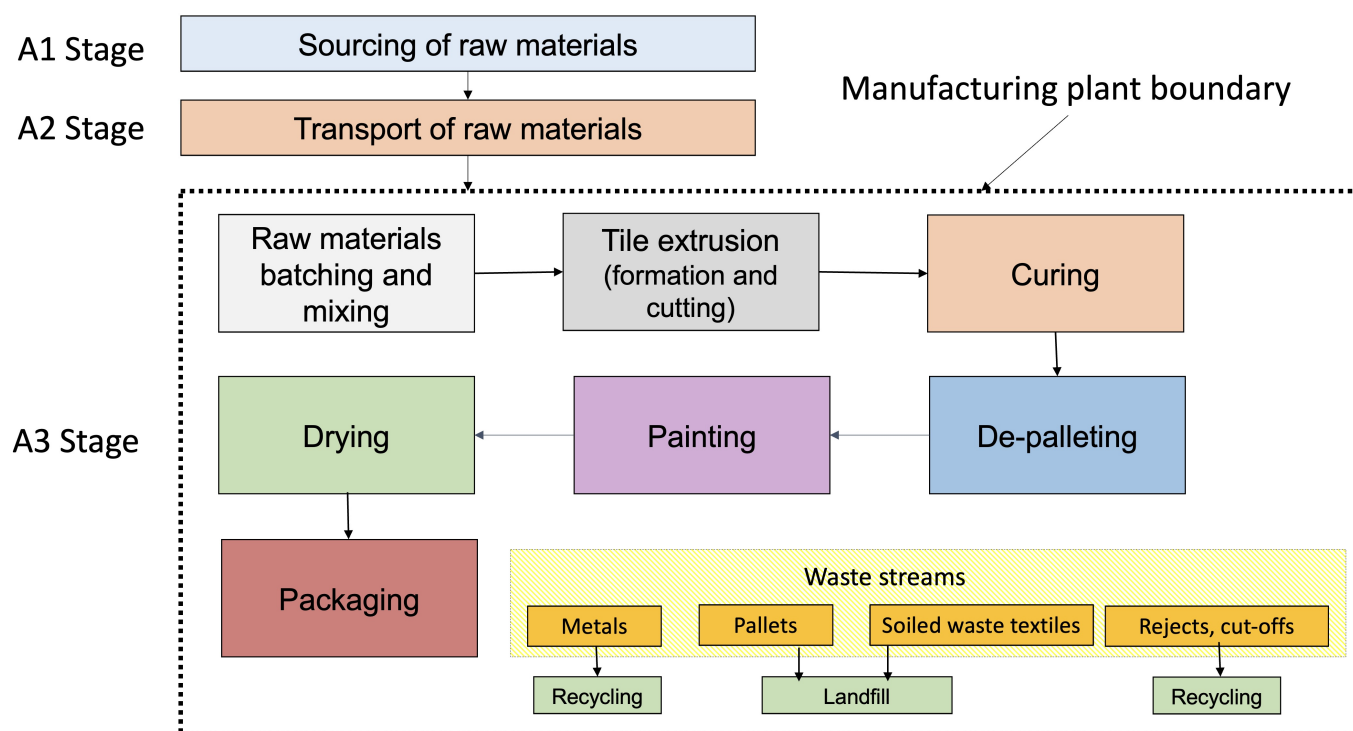 A1 Stage
Sourcing of raw materials
A2 Stage
Transport of raw materials
Manufacturing plant boundary
Raw materials
batching and
mixing
Tile extrusion
(formation and
cutting)
Curing
A3 Stage
Drying
Painting
De-palleting
Packaging
Waste streams
Metals
Pallets
Soiled waste textiles
Rejects, cut-offs
Recycling
Landfill
Recycling